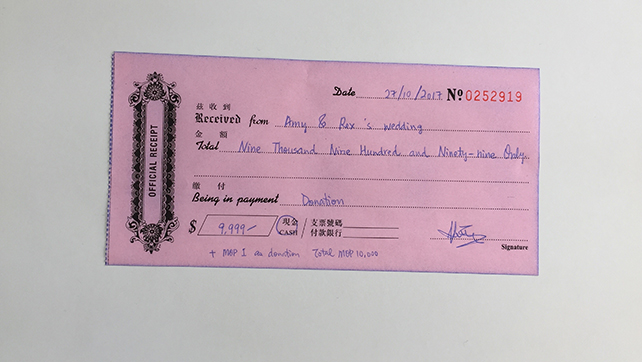 Date 27/10/2017 Nº 0252919
茲收到
Received from Amy & Rex's wedding
金額
Total Nine Thousand Nine Hundred and Ninety-nine Only.
繳付
Being in payment Donation
$ 9,999/- 現金 CASH 支票號碼
付款銀行
Signature
+ MOP 1 as donation Total MOP 10,000
OFFICIAL RECEIPT